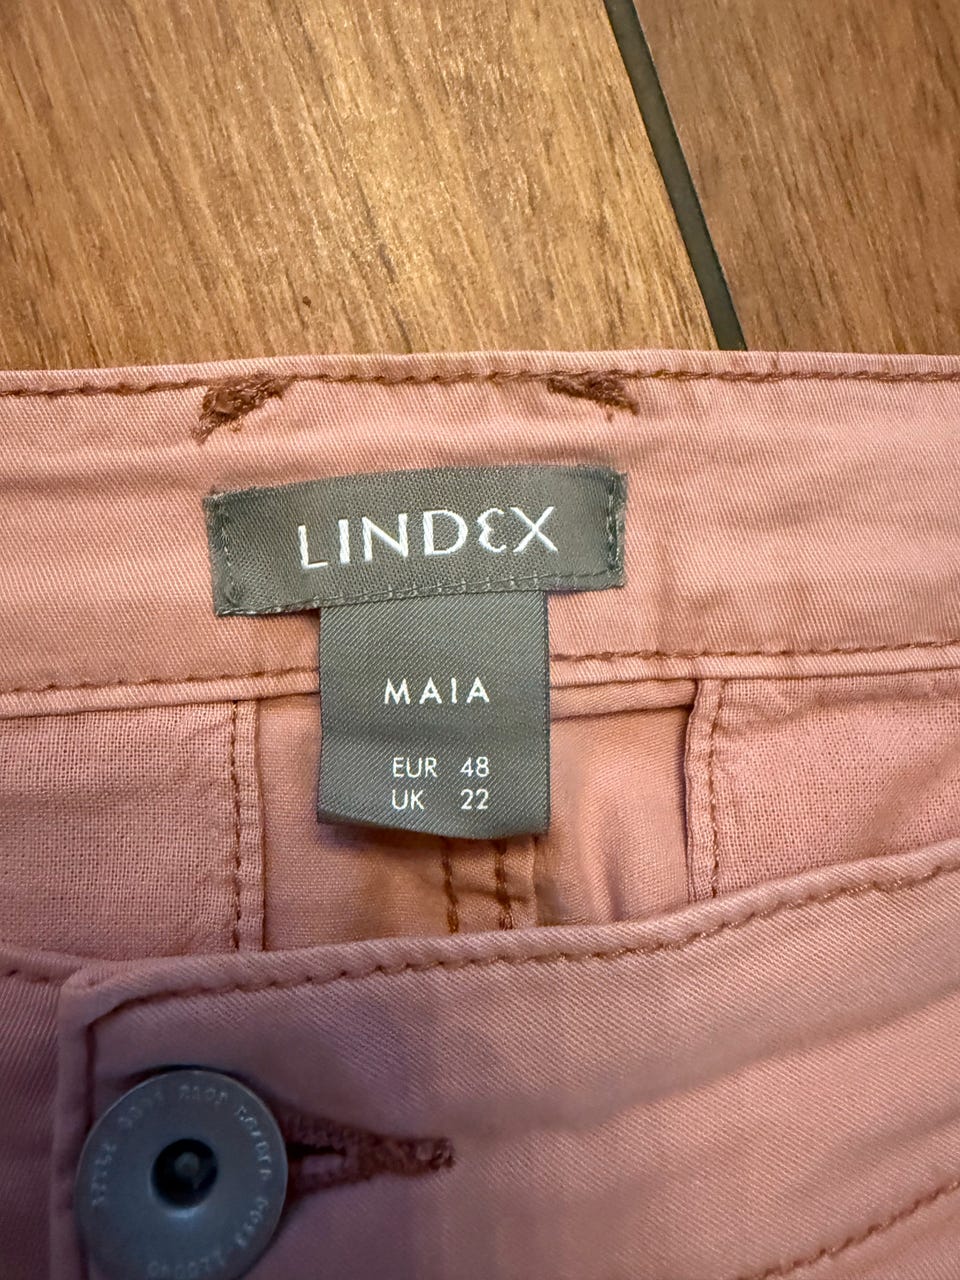 LINDEX
MAIA
EUR 48
UK 22